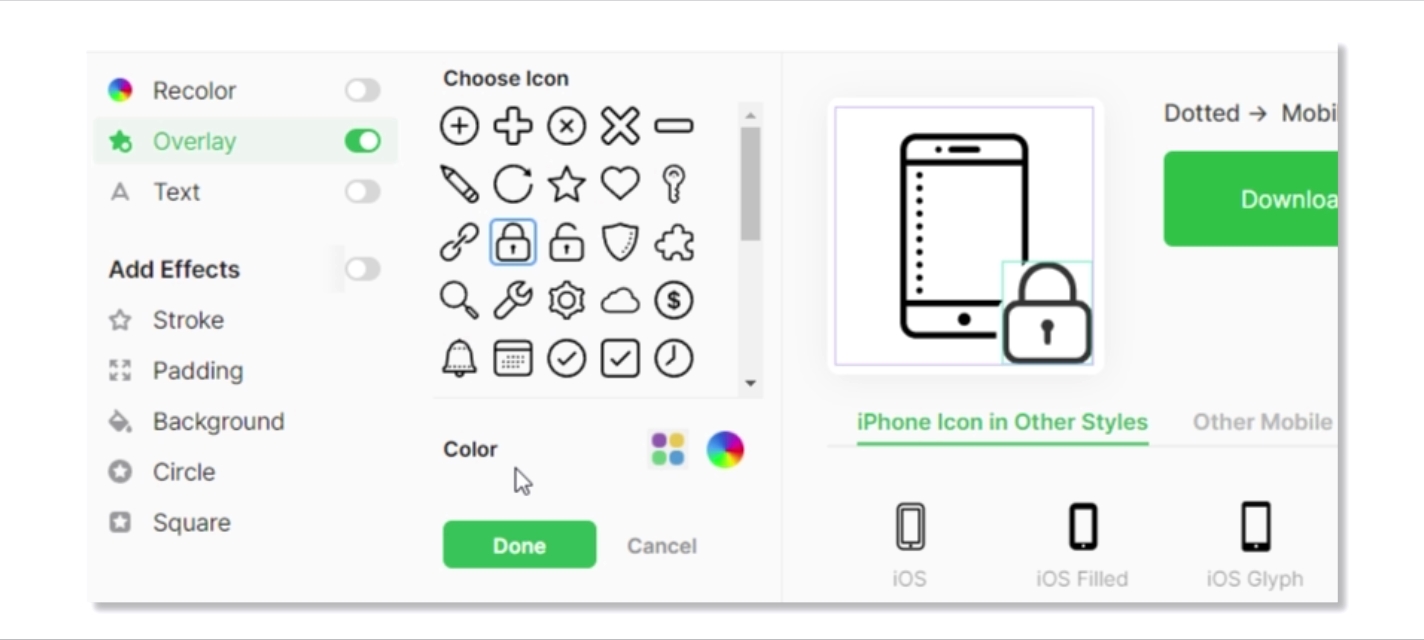 Recolor
Overlay
Text
Add Effects
Stroke
Padding
Background
Circle
Square
Choose Icon
Color
Done
Cancel
Dotted → Mobi
Downloa
iPhone Icon in Other Styles
Other Mobile
iOS
iOS Filled
iOS Glyph